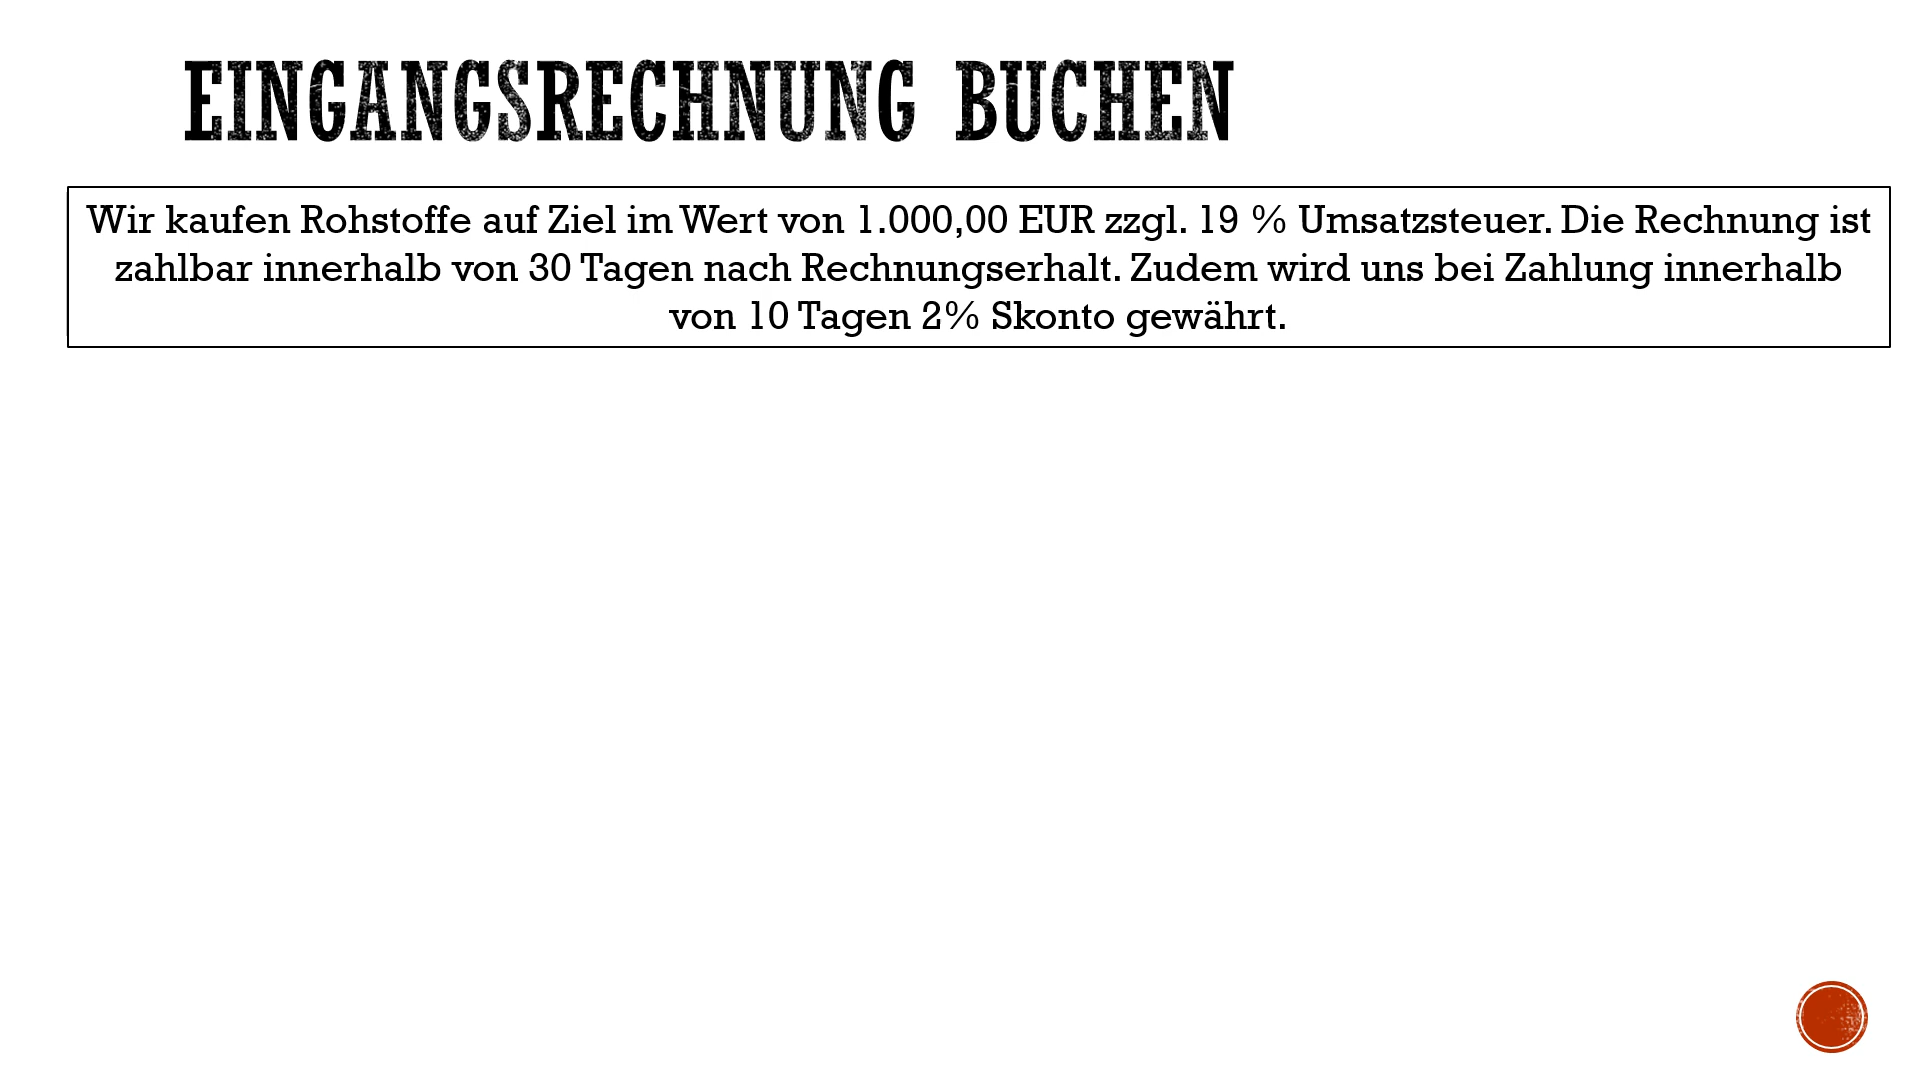 EINGANGSRECHNUNG BUCHEN
Wir kaufen Rohstoffe auf Ziel im Wert von 1.000,00 EUR zzgl. 19 % Umsatzsteuer. Die Rechnung ist
zahlbar innerhalb von 30 Tagen nach Rechnungserhalt. Zudem wird uns bei Zahlung innerhalb
von 10 Tagen 2% Skonto gewährt.